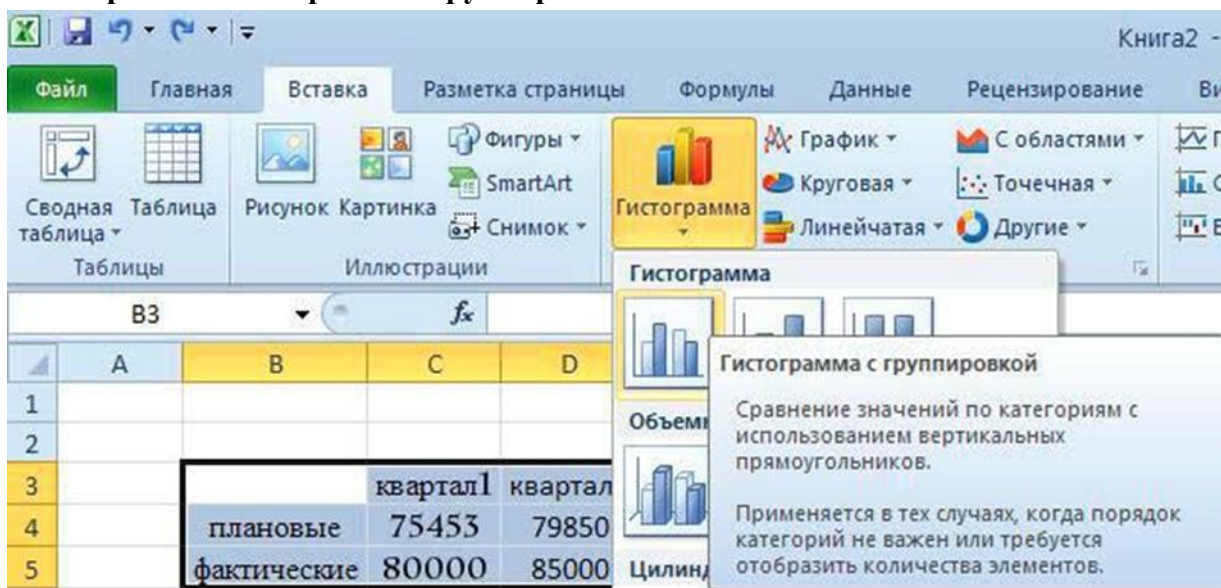 Книга2 -
Файл Главная Вставка Разметка страницы Формулы Данные Рецензирование
Сводная таблица
Таблица
Рисунок
Картинка
Фигуры
SmartArt
Снимок
Гистограмма
График
Круговая
Линейчатая
С областями
Точечная
Другие
Таблицы
Иллюстрации
B3
fx
A B C D
Гистограмма
Гистограмма с группировкой
Сравнение значений по категориям с
использованием вертикальных
прямоугольников.
Применяется в тех случаях, когда порядок
категорий не важен или требуется
отобразить количества элементов.
1
2
3 квартал1 квартал
4 плановые 75453 79850
5 фактические 80000 85000